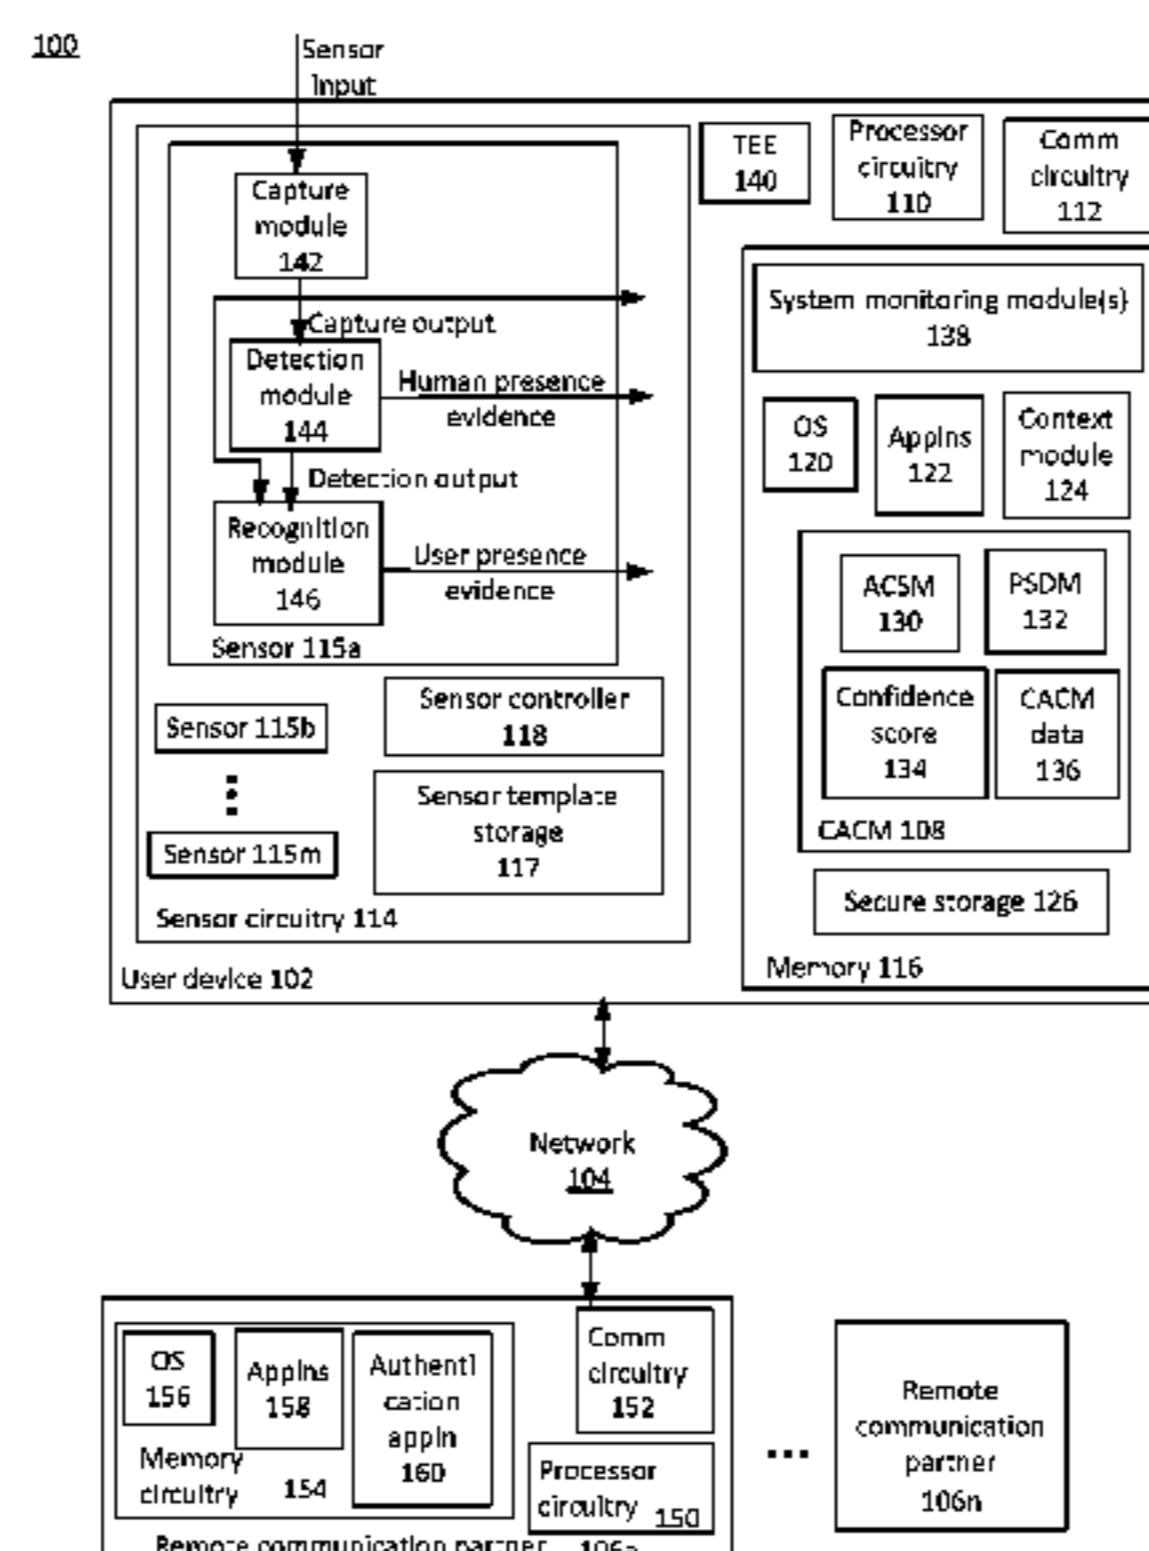 100
Sensor
Input
TEE
140
Processor
circuitry
110
Comm
circuitry
112
Capture
module
142
System monitoring module(s)
138
Capture output
Detection
module
144
Human presence
evidence
OS
120
Applns
122
Context
module
124
Detection output
Recognition
module
146
User presence
evidence
Sensor 115a
ACSM
130
PSDM
132
Confidence
score
134
CACM
data
136
CACM 108
Sensor controller
118
Sensor 115b
Sensor template
storage
117
Sensor 115m
Sensor circuitry 114
Secure storage 126
User device 102
Memory 116
Network
104
OS
156
Applns
158
Authenti
cation
appln
160
Comm
circuitry
152
Memory
circuitry
154
Processor
circuitry
150
Remote communication partner
...
Remote
communication
partner
106n